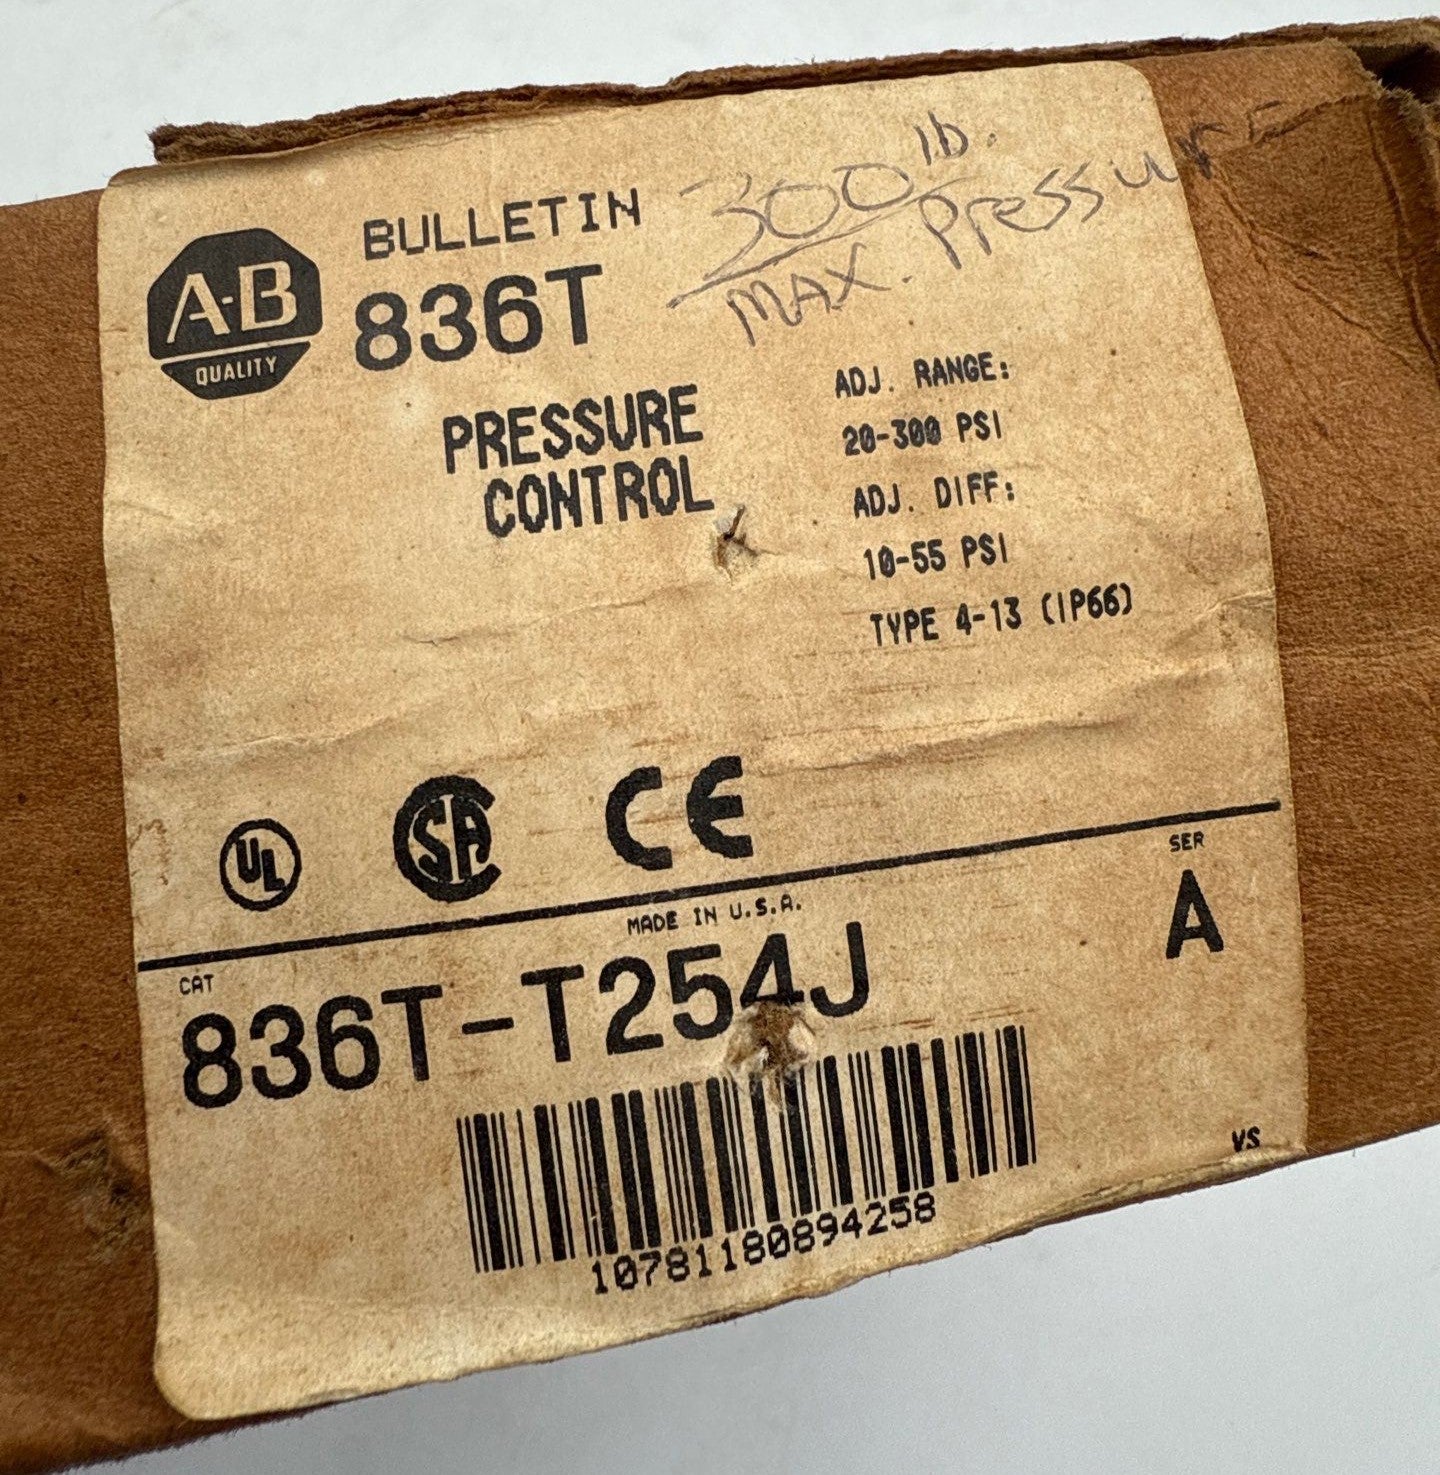 300 lb.
MAX. Pressure
BULLETIN
836T
A-B
QUALITY
PRESSURE
CONTROL
ADJ. RANGE:
20-300 PSI
ADJ. DIFF:
10-55 PSI
TYPE 4-13 (IP66)
UL
CSA
CE
MADE IN U.S.A.
SER
A
CAT
836T-T254J
10781180894258
VS